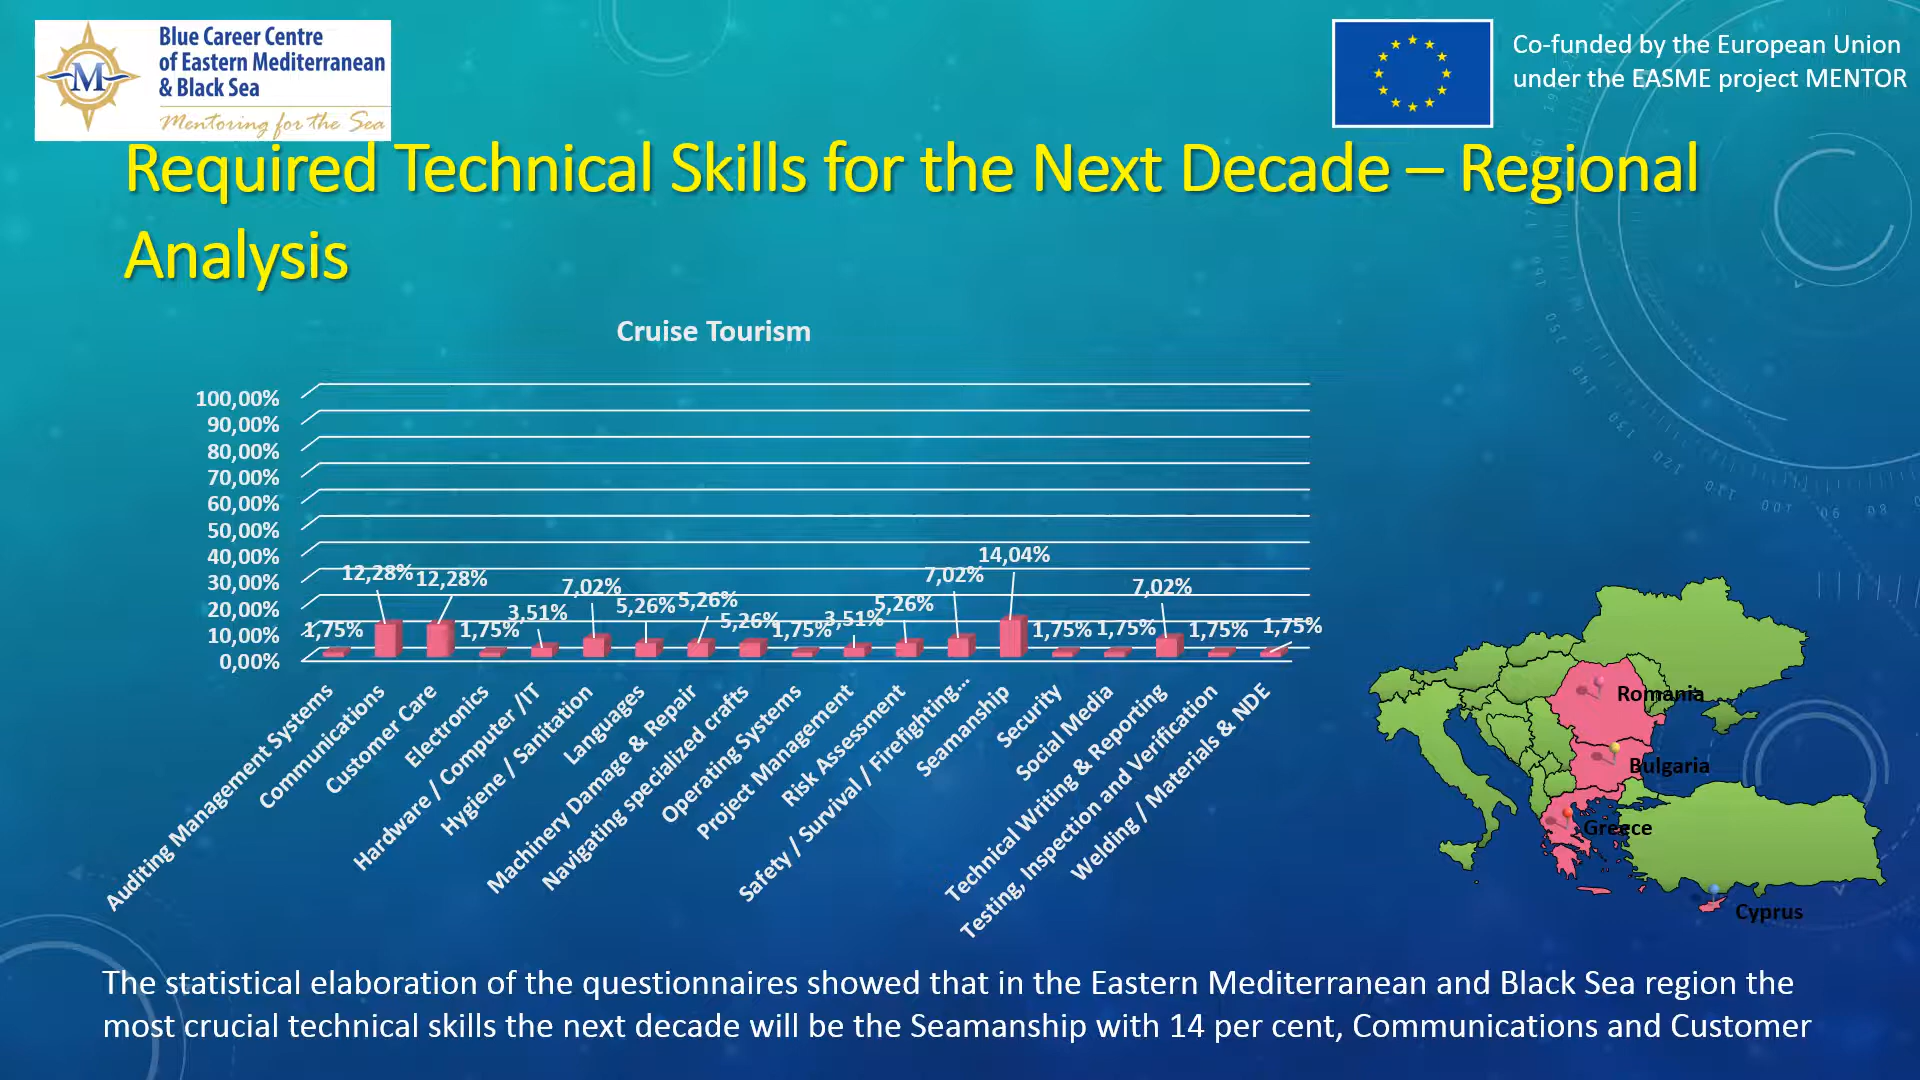 Blue Career Centre
of Eastern Mediterranean
& Black Sea
Mentoring for the Sea
M
Co-funded by the European Union
under the EASME project MENTOR
Required Technical Skills for the Next Decade – Regional
Analysis
Cruise Tourism
100,00%
90,00%
80,00%
70,00%
60,00%
50,00%
40,00%
30,00%
20,00%
10,00%
0,00%
1,75%
12,28%
12,28%
1,75%
3,51%
7,02%
5,26%
5,26%
5,26%
1,75%
3,51%
5,26%
7,02%
14,04%
1,75%
1,75%
7,02%
1,75%
1,75%
Auditing Management Systems
Communications
Customer Care
Electronics
Hardware / Computer /IT
Hygiene / Sanitation
Languages
Machinery Damage & Repair
Navigating specialized crafts
Operating Systems
Project Management
Risk Assessment
Safety / Survival / Firefighting...
Seamanship
Security
Social Media
Technical Writing & Reporting
Testing, Inspection and Verification
Welding / Materials & NDE
Romania
Bulgaria
Greece
Cyprus
The statistical elaboration of the questionnaires showed that in the Eastern Mediterranean and Black Sea region the
most crucial technical skills the next decade will be the Seamanship with 14 per cent, Communications and Customer